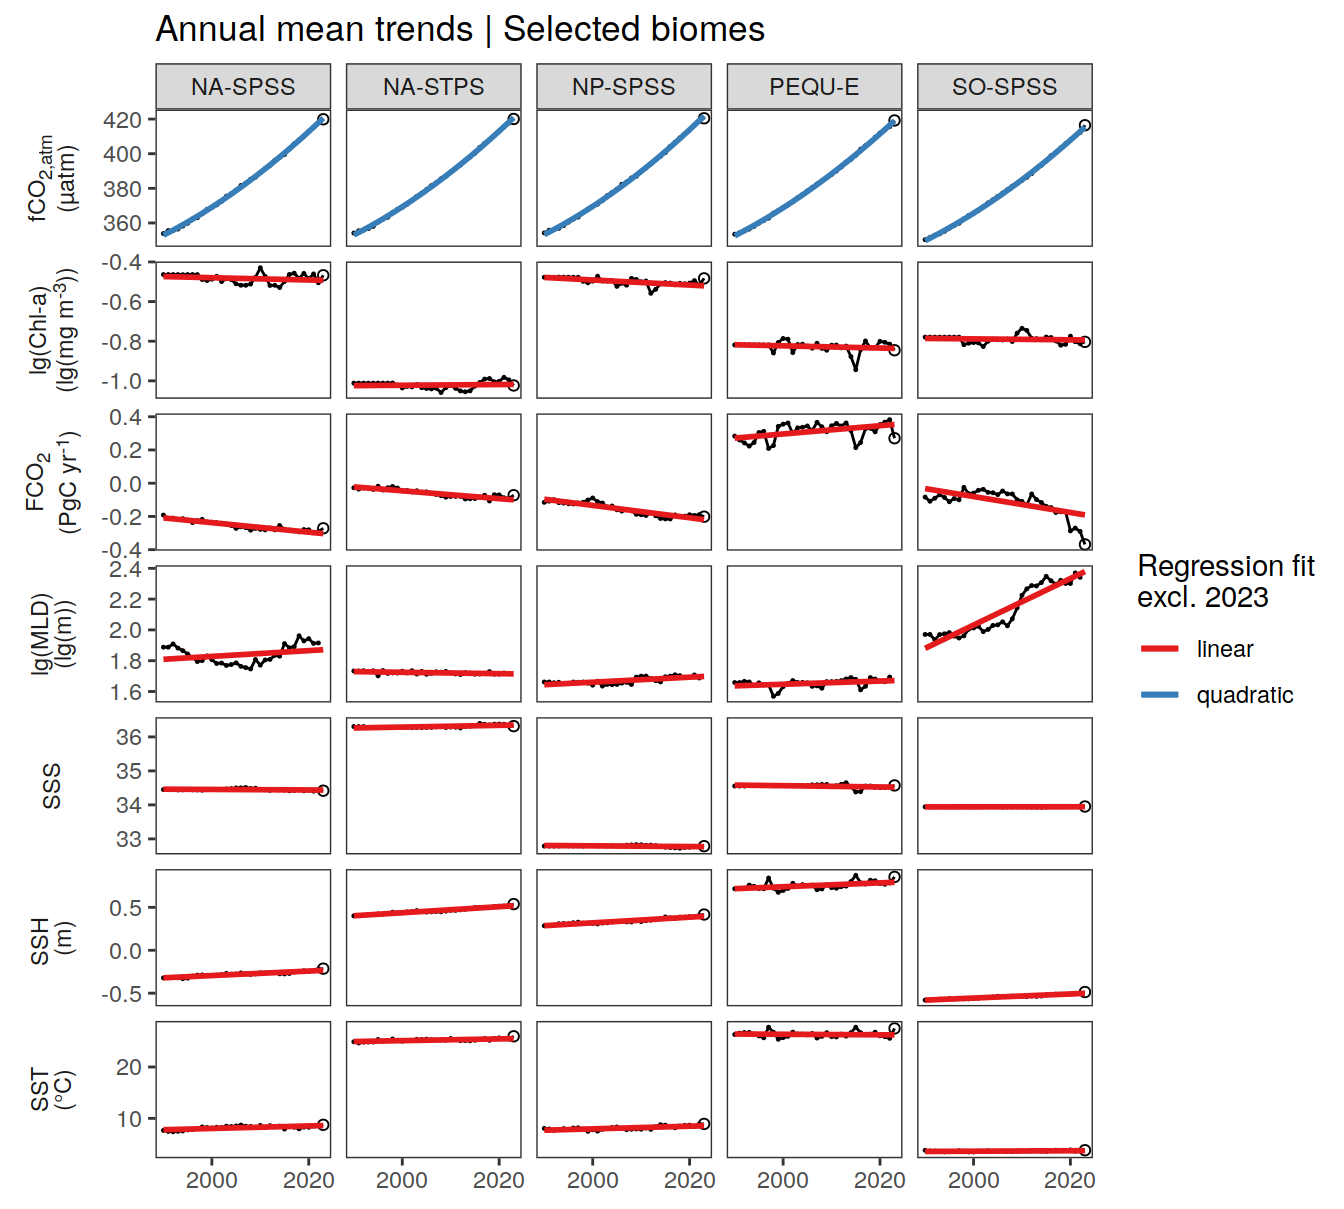 Annual mean trends | Selected biomes
NA-SPSS NA-STPS NP-SPSS PEQU-E SO-SPSS
fCO2,atm
(µatm)
420
400
380
360
lg(Chl-a)
(lg(mg m-3))
-0.4
-0.6
-0.8
-1.0
FCO2
(PgC yr-1)
0.4
0.2
0.0
-0.2
-0.4
lg(MLD)
(lg(m))
2.4
2.2
2.0
1.8
1.6
SSS
36
35
34
33
SSH
(m)
0.5
0.0
-0.5
SST
(°C)
20
10
2000 2020 2000 2020 2000 2020 2000 2020 2000 2020
Regression fit
excl. 2023
linear
quadratic